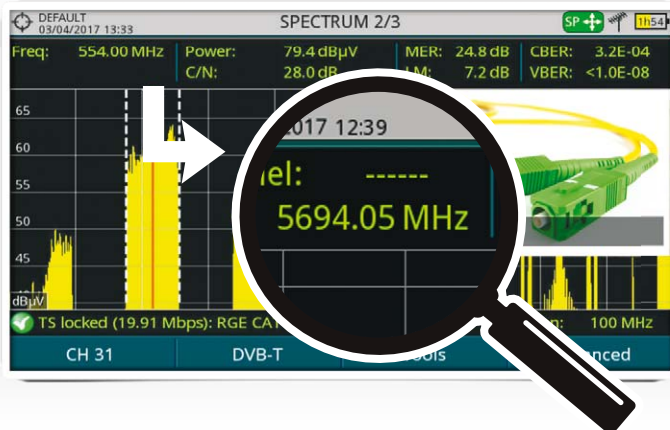 DEFAULT
03/04/2017 13:33
SPECTRUM 2/3
SP
1h54
Freq: 554.00 MHz
Power: 79.4 dBµV
MER: 24.8 dB
CBER: 3.2E-04
C/N: 28.0 dB
LM: 7.2 dB
VBER: <1.0E-08
65
60
55
50
45
dBµV
2017 12:39
el: ------
5694.05 MHz
TS locked (19.91 Mbps): RGE CAT
100 MHz
CH 31
DVB-T